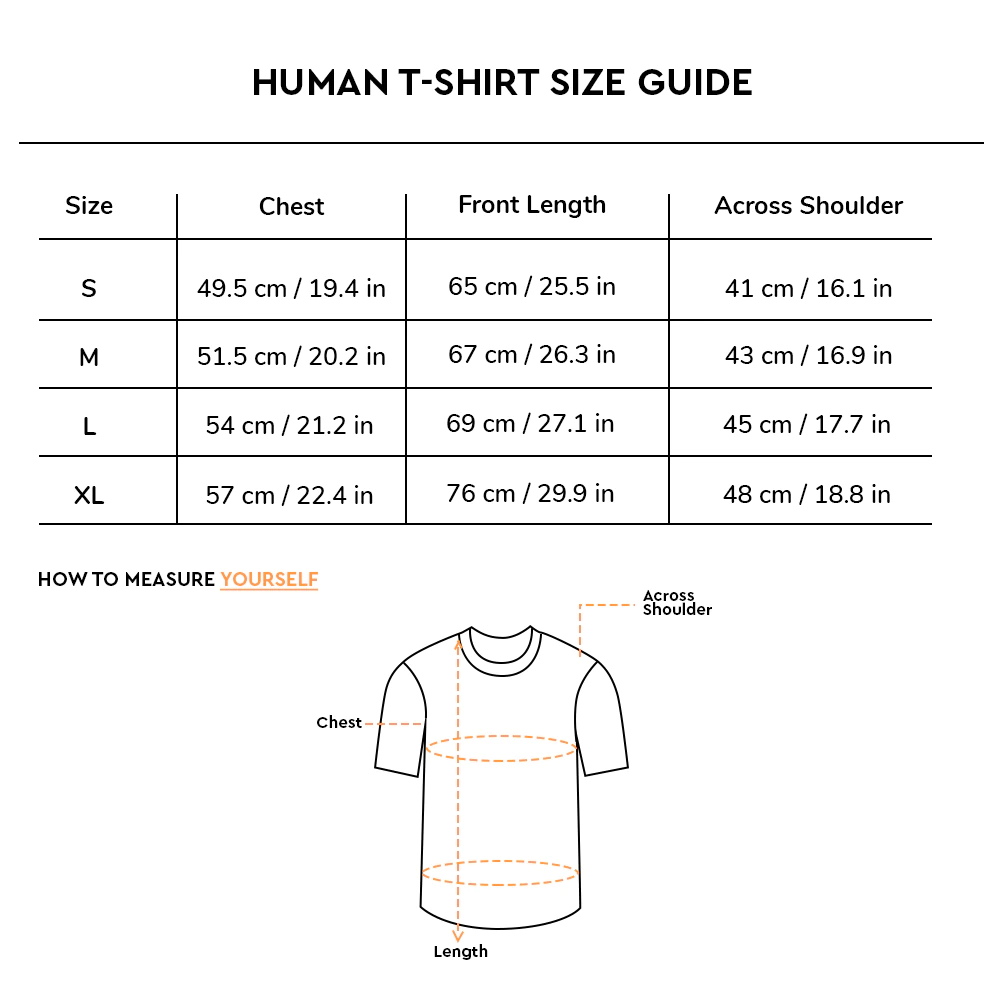 HUMAN T-SHIRT SIZE GUIDE
Size Chest Front Length Across Shoulder
S 49.5 cm / 19.4 in 65 cm / 25.5 in 41 cm / 16.1 in
M 51.5 cm / 20.2 in 67 cm / 26.3 in 43 cm / 16.9 in
L 54 cm / 21.2 in 69 cm / 27.1 in 45 cm / 17.7 in
XL 57 cm / 22.4 in 76 cm / 29.9 in 48 cm / 18.8 in
HOW TO MEASURE YOURSELF
Across
Shoulder
Chest
Length